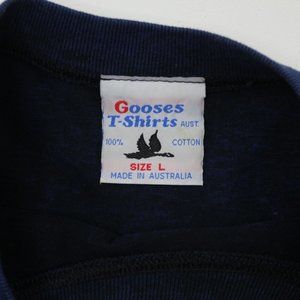 Gooses
T-Shirts AUST.
100% COTTON
SIZE L
MADE IN AUSTRALIA